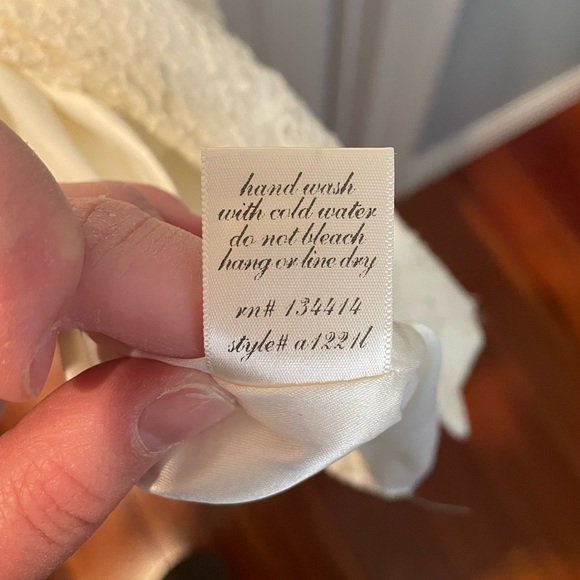 hand wash
with cold water
do not bleach
hang or line dry
rn# 134414
style# a1221l